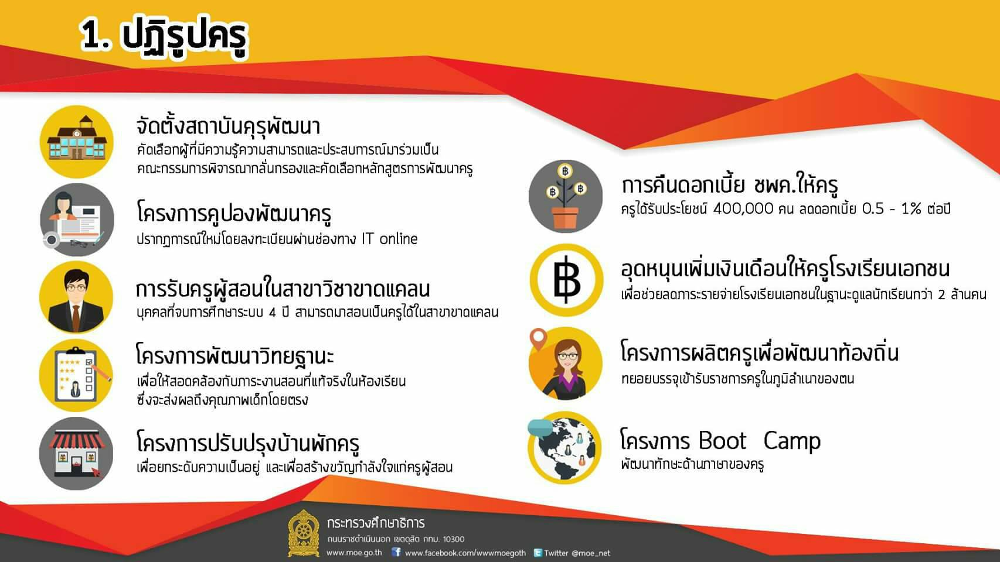 1. ปฏิรูปครู
จัดตั้งสถาบันคุรุพัฒนา
คัดเลือกผู้ที่มีความรู้ความสามารถและประสบการณ์มาร่วมเป็น
คณะกรรมการพิจารณากลั่นกรองและคัดเลือกหลักสูตรการพัฒนาครู
โครงการคูปองพัฒนาครู
ปรากฏการณ์ใหม่โดยลงทะเบียนผ่านช่องทาง IT online
การรับครูผู้สอนในสาขาวิชาขาดแคลน
บุคคลที่จบการศึกษาระบบ 4 ปี สามารถมาสอบเป็นครูได้ในสาขาขาดแคลน
โครงการพัฒนาวิทยฐานะ
เพื่อให้สอดคล้องกับภาระงานสอนที่แท้จริงในห้องเรียน
ซึ่งจะส่งผลถึงคุณภาพเด็กโดยตรง
โครงการปรับปรุงบ้านพักครู
เพื่อยกระดับความเป็นอยู่ และเพื่อสร้างขวัญกำลังใจแก่ครูผู้สอน
การคืนดอกเบี้ย ชพค.ให้ครู
ครูได้รับประโยชน์ 400,000 คน ลดดอกเบี้ย 0.5 - 1% ต่อปี
อุดหนุนเพิ่มเงินเดือนให้ครูโรงเรียนเอกชน
เพื่อช่วยลดภาระรายจ่ายโรงเรียนเอกชนในฐานะดูแลนักเรียนกว่า 2 ล้านคน
โครงการผลิตครูเพื่อพัฒนาท้องถิ่น
ทยอยบรรจุเข้ารับราชการครูในภูมิลำเนาของตน
โครงการ Boot Camp
พัฒนาทักษะด้านภาษาของครู
กระทรวงศึกษาธิการ
ถนนราชดำเนินนอก เขตดุสิต กทม. 10300
www.moe.go.th www.facebook.com/wwwmoegoth Twitter @moe_net